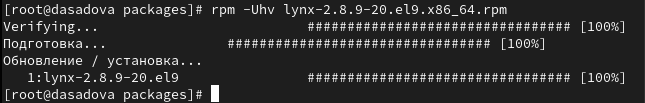 [root@dasadova packages]# rpm -Uhv lynx-2.8.9-20.el9.x86_64.rpm
Verifying... ################################# [100%]
Подготовка... ################################# [100%]
Обновление / установка...
1:lynx-2.8.9-20.el9 ################################# [100%]
[root@dasadova packages]#